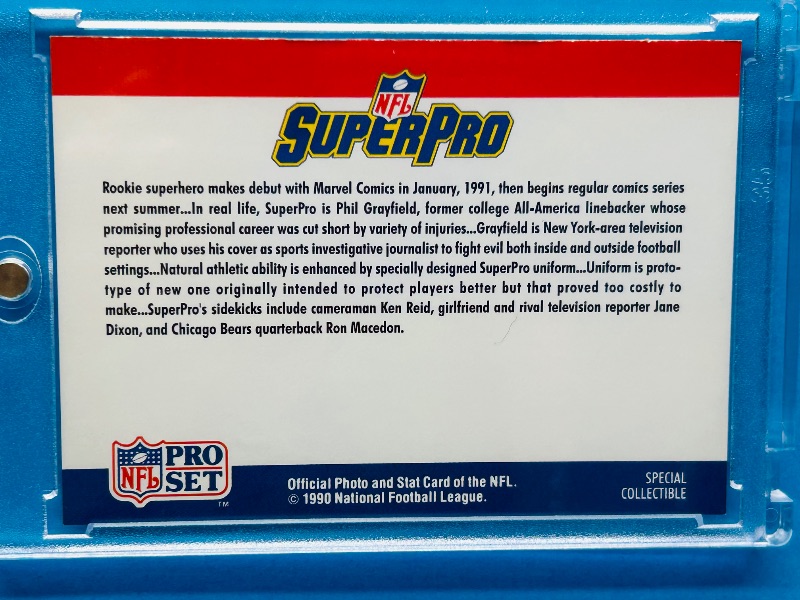 NFL
SUPERPRO
Rookie superhero makes debut with Marvel Comics in January, 1991, then begins regular comics series
next summer...In real life, SuperPro is Phil Grayfield, former college All-America linebacker whose
promising professional career was cut short by variety of injuries...Grayfield is New York-area television
reporter who uses his cover as sports investigative journalist to fight evil both inside and outside football
settings...Natural athletic ability is enhanced by specially designed SuperPro uniform...Uniform is proto-
type of new one originally intended to protect players better but that proved too costly to
make...SuperPro's sidekicks include cameraman Ken Reid, girlfriend and rival television reporter Jane
Dixon, and Chicago Bears quarterback Ron Macedon.
NFL PRO
SET
TM
Official Photo and Stat Card of the NFL.
© 1990 National Football League.
SPECIAL
COLLECTIBLE